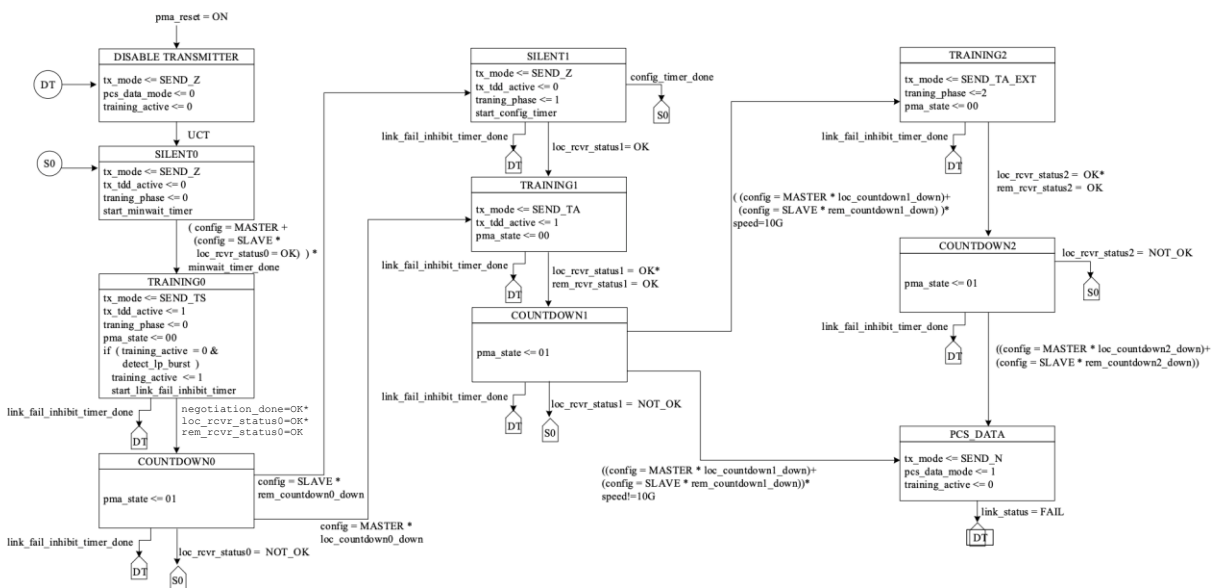 pma_reset = ON
DISABLE TRANSMITTER
DT
tx_mode <= SEND_Z
pcs_data_mode <= 0
training_active <= 0
UCT
S0
SILENT0
tx_mode <= SEND_Z
tx_tdd_active <= 0
traning_phase <= 0
start_minwait_timer
( config = MASTER +
(config = SLAVE *
loc_rcvr_status0 = OK) ) *
minwait_timer_done
TRAINING0
tx_mode <= SEND_TS
tx_tdd_active <= 1
traning_phase <= 0
pma_state <= 00
if ( training_active = 0 &
detect_lp_burst )
training_active <= 1
start_link_fail_inhibit_timer
link_fail_inhibit_timer_done
DT
negotiation_done=OK*
loc_rcvr_status0=OK*
rem_rcvr_status0=OK
COUNTDOWN0
pma_state <= 01
config = SLAVE *
rem_countdown0_down
config = MASTER *
loc_countdown0_down
link_fail_inhibit_timer_done
DT
loc_rcvr_status0 = NOT_OK
S0
SILENT1
tx_mode <= SEND_Z
tx_tdd_active <= 0
traning_phase <= 1
start_config_timer
config_timer_done
S0
link_fail_inhibit_timer_done
DT
loc_rcvr_status1= OK
TRAINING1
tx_mode <= SEND_TA
tx_tdd_active <= 1
pma_state <= 00
link_fail_inhibit_timer_done
DT
loc_rcvr_status1 = OK*
rem_rcvr_status1 = OK
COUNTDOWN1
pma_state <= 01
link_fail_inhibit_timer_done
DT
loc_rcvr_status1 = NOT_OK
S0
( (config = MASTER * loc_countdown1_down)+
(config = SLAVE * rem_countdown1_down) )*
speed=10G
((config = MASTER * loc_countdown1_down)+
(config = SLAVE * rem_countdown1_down))*
speed!=10G
TRAINING2
tx_mode <= SEND_TA_EXT
traning_phase <=2
pma_state <= 00
link_fail_inhibit_timer_done
DT
loc_rcvr_status2 = OK*
rem_rcvr_status2 = OK
COUNTDOWN2
pma_state <= 01
loc_rcvr_status2 = NOT_OK
S0
link_fail_inhibit_timer_done
DT
((config = MASTER * loc_countdown2_down)+
(config = SLAVE * rem_countdown2_down))
PCS_DATA
tx_mode <= SEND_N
pcs_data_mode <= 1
training_active <= 0
link_status = FAIL
DT